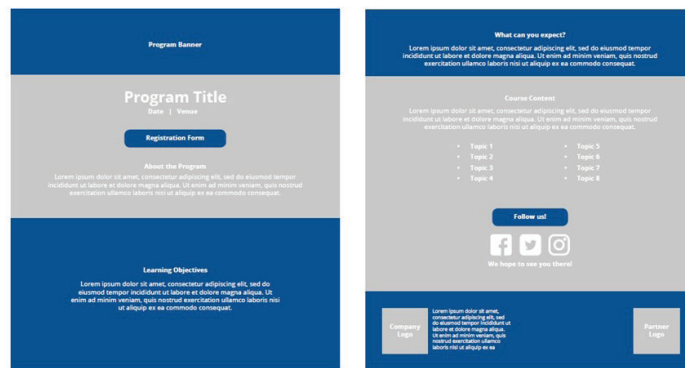 Program Banner
Program Title
Date | Venue
Registration Form
About the Program
Lorem ipsum dolor sit amet, consectetur adipiscing elit, sed do eiusmod tempor
incididunt ut labore et dolore magna aliqua. Ut enim ad minim veniam, quis nostrud
exercitation ullamco laboris nisi ut aliquip ex ea commodo consequat.
Learning Objectives
Lorem ipsum dolor sit amet, consectetur adipiscing elit, sed do
eiusmod tempor incididunt ut labore et dolore magna aliqua. Ut
enim ad minim veniam, quis nostrud exercitation ullamco laboris nisi
ut aliquip ex ea commodo consequat.
What can you expect?
Lorem ipsum dolor sit amet, consectetur adipiscing elit, sed do eiusmod tempor
incididunt ut labore et dolore magna aliqua. Ut enim ad minim veniam, quis nostrud
exercitation ullamco laboris nisi ut aliquip ex ea commodo consequat.
Course Content
Lorem ipsum dolor sit amet, consectetur adipiscing elit, sed do eiusmod tempor
incididunt ut labore et dolore magna aliqua. Ut enim ad minim veniam, quis nostrud
exercitation ullamco laboris nisi ut aliquip ex ea commodo consequat.
• Topic 1
• Topic 2
• Topic 3
• Topic 4
• Topic 5
• Topic 6
• Topic 7
• Topic 8
Follow us!
We hope to see you there!
Company
Logo
Lorem ipsum dolor sit amet,
consectetur adipiscing elit, sed
do eiusmod tempor incididunt ut
labore et dolore magna aliqua.
Ut enim ad minim veniam, quis
nostrud exercitation ullamco
laboris nisi ut aliquip ex ea
Partner
Logo